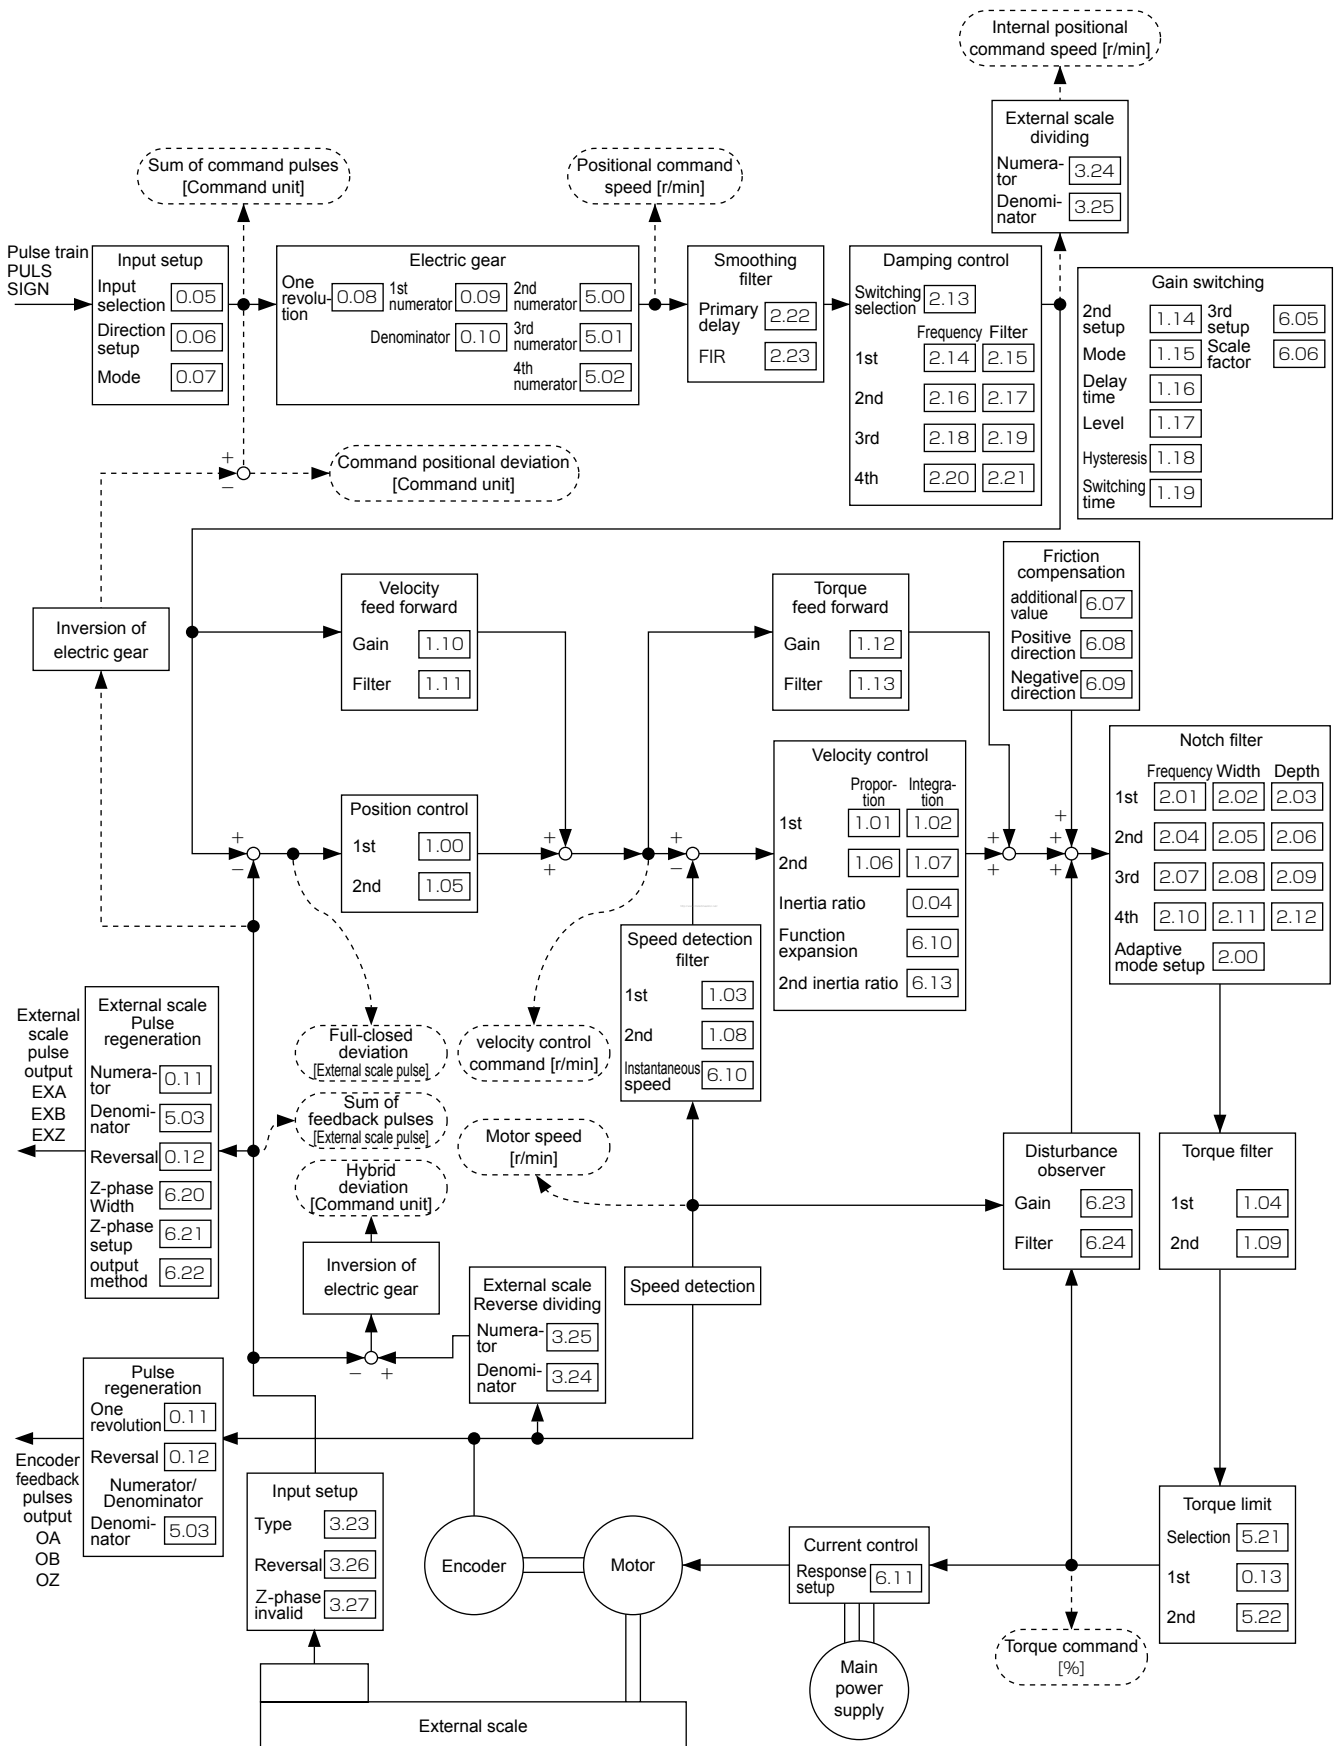 Internal positional
command speed [r/min]
External scale
dividing
Numera-
tor
3.24
Denomi-
nator
3.25
Sum of command pulses
[Command unit]
Positional command
speed [r/min]
Pulse train
PULS
SIGN
Input setup
Input
selection
0.05
Direction
setup
0.06
Mode
0.07
Electric gear
One
revolu-
tion
0.08
1st
numerator
0.09
2nd
numerator
5.00
Denominator
0.10
3rd
numerator
5.01
4th
numerator
5.02
Smoothing
filter
Primary
delay
2.22
FIR
2.23
Damping control
Switching
selection
2.13
Frequency Filter
1st 2.14 2.15
2nd 2.16 2.17
3rd 2.18 2.19
4th 2.20 2.21
Gain switching
2nd
setup
1.14
3rd
setup
6.05
Mode
1.15
Scale
factor
6.06
Delay
time
1.16
Level
1.17
Hysteresis
1.18
Switching
time
1.19
+
−
Command positional deviation
[Command unit]
Inversion of
electric gear
Velocity
feed forward
Gain 1.10
Filter 1.11
Torque
feed forward
Gain 1.12
Filter 1.13
Friction
compensation
additional
value
6.07
Positive
direction
6.08
Negative
direction
6.09
Position control
1st 1.00
2nd 1.05
+
−
+
+
+
−
Velocity control
Propor-
tion
Integra-
tion
1st 1.01 1.02
2nd 1.06 1.07
Inertia ratio 0.04
Function
expansion
6.10
2nd inertia ratio 6.13
+
+
+
+
+
Notch filter
Frequency Width Depth
1st 2.01 2.02 2.03
2nd 2.04 2.05 2.06
3rd 2.07 2.08 2.09
4th 2.10 2.11 2.12
Adaptive
mode setup
2.00
Speed detection
filter
1st 1.03
2nd 1.08
Instantaneous
speed
6.10
External
scale
pulse
output
EXA
EXB
EXZ
External scale
Pulse
regeneration
Numera-
tor
0.11
Denomi-
nator
5.03
Reversal 0.12
Z-phase
Width
6.20
Z-phase
setup
6.21
output
method
6.22
Full-closed
deviation
[External scale pulse]
velocity control
command [r/min]
Sum of
feedback pulses
[External scale pulse]
Motor speed
[r/min]
Hybrid
deviation
[Command unit]
Inversion of
electric gear
− +
External scale
Reverse dividing
Numera-
tor
3.25
Denomi-
nator
3.24
Speed detection
Disturbance
observer
Gain 6.23
Filter 6.24
Torque filter
1st 1.04
2nd 1.09
Pulse
regeneration
One
revolution
0.11
Reversal 0.12
Numerator/
Denominator
Denomi-
nator
5.03
Encoder
feedback
pulses
output
OA
OB
OZ
Input setup
Type 3.23
Reversal 3.26
Z-phase
invalid
3.27
Encoder
Motor
Current control
Response
setup
6.11
Main
power
supply
Torque limit
Selection 5.21
1st 0.13
2nd 5.22
Torque command
[%]
External scale